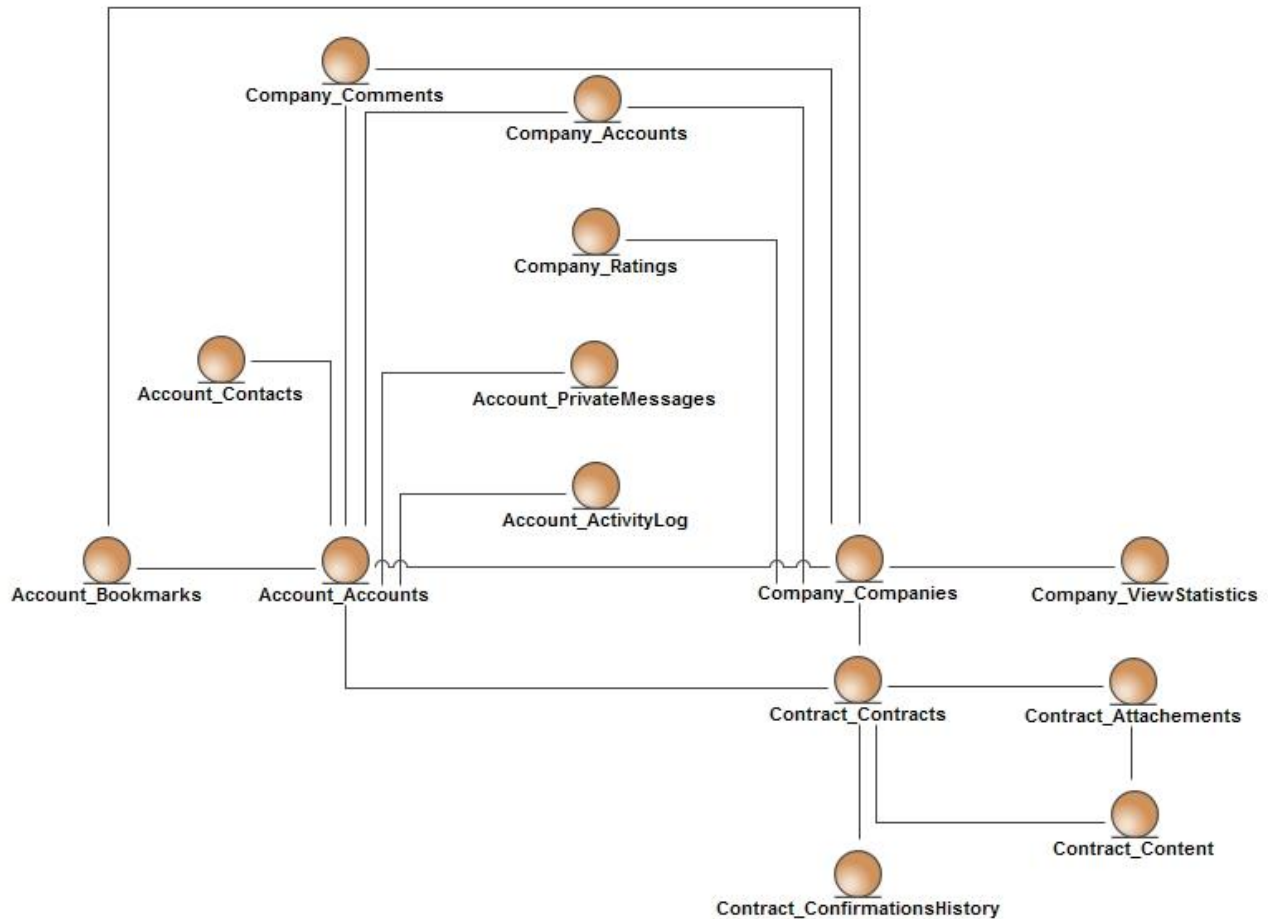 Company_Comments
Company_Accounts
Company_Ratings
Account_Contacts
Account_PrivateMessages
Account_ActivityLog
Account_Bookmarks
Account_Accounts
Company_Companies
Company_ViewStatistics
Contract_Contracts
Contract_Attachements
Contract_Content
Contract_ConfirmationsHistory